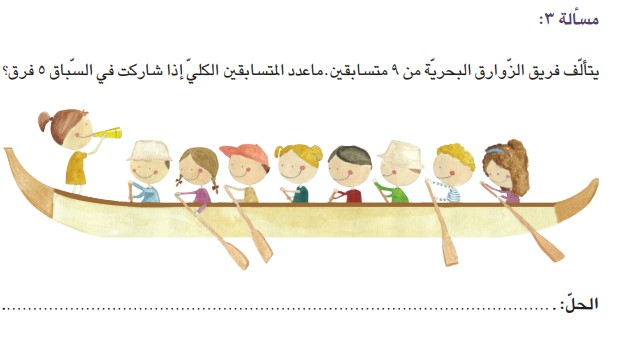 مسألة ٣:
يتألّف فريق الزّوارق البحريّة من ٩ متسابقين. ماعدد المتسابقين الكليّ إذا شاركت في السّباق ٥ فرق؟
الحلّ: ........................................................................................